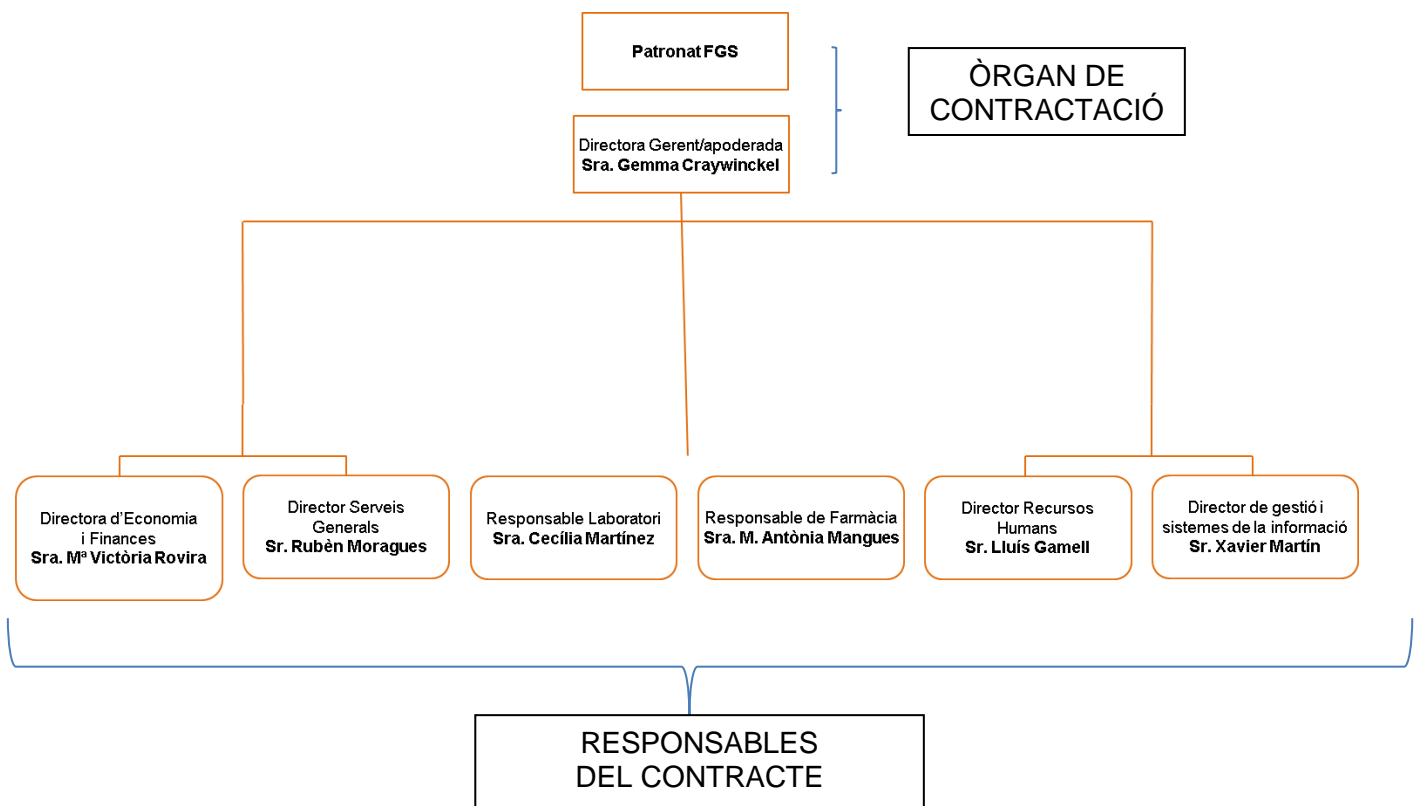 Patronat FGS
ÒRGAN DE
CONTRACTACIÓ
Directora Gerent/apoderada
Sra. Gemma Craywinckel
Directora d'Economia
i Finances
Sra. Mª Victòria Rovira
Director Serveis
Generals
Sr. Rubèn Moragues
Responsable Laboratori
Sra. Cecília Martínez
Responsable de Farmàcia
Sra. M. Antònia Mangues
Director Recursos
Humans
Sr. Lluís Gamell
Director de gestió i
sistemes de la informació
Sr. Xavier Martín
RESPONSABLES
DEL CONTRACTE